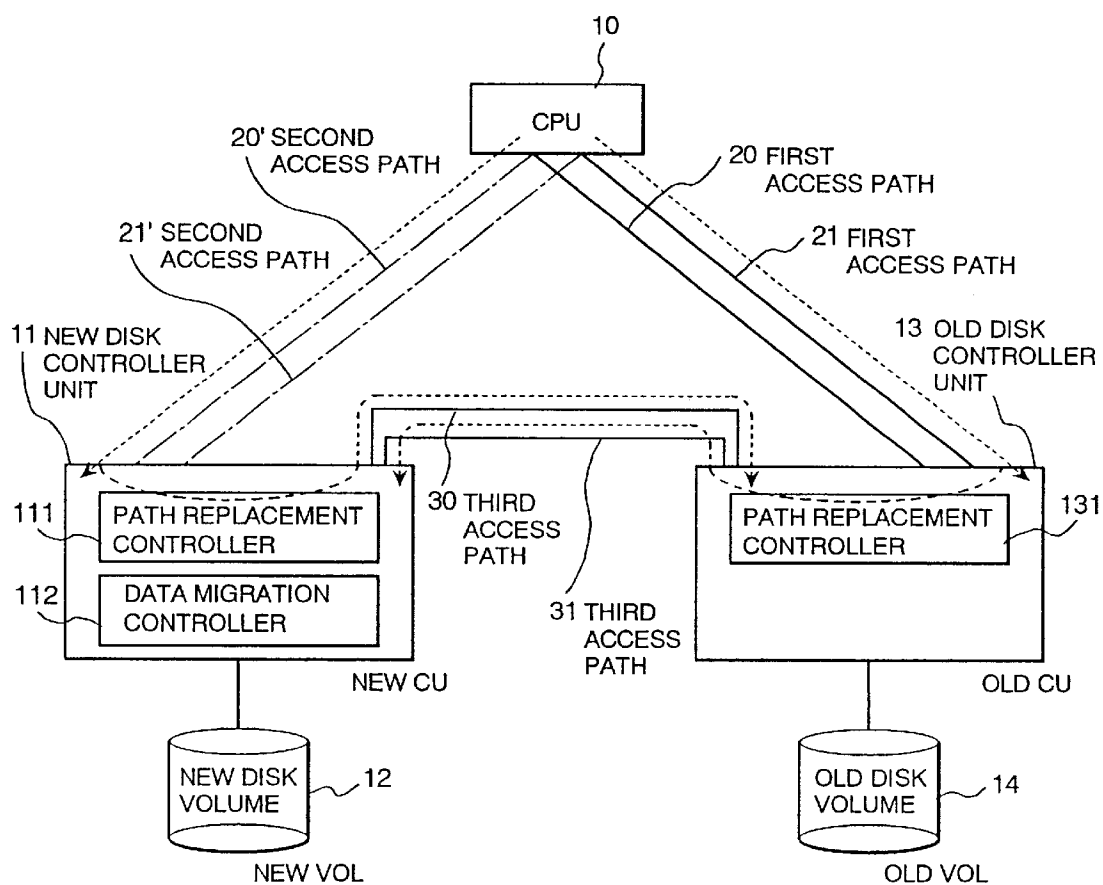 10
CPU
20' SECOND
ACCESS PATH
20 FIRST
ACCESS PATH
21' SECOND
ACCESS PATH
21 FIRST
ACCESS PATH
11 NEW DISK
CONTROLLER
UNIT
13 OLD DISK
CONTROLLER
UNIT
111
PATH REPLACEMENT
CONTROLLER
30 THIRD
ACCESS
PATH
PATH REPLACEMENT
CONTROLLER
131
112
DATA MIGRATION
CONTROLLER
31 THIRD
ACCESS
PATH
NEW CU
OLD CU
NEW DISK
VOLUME
12
OLD DISK
VOLUME
14
NEW VOL
OLD VOL